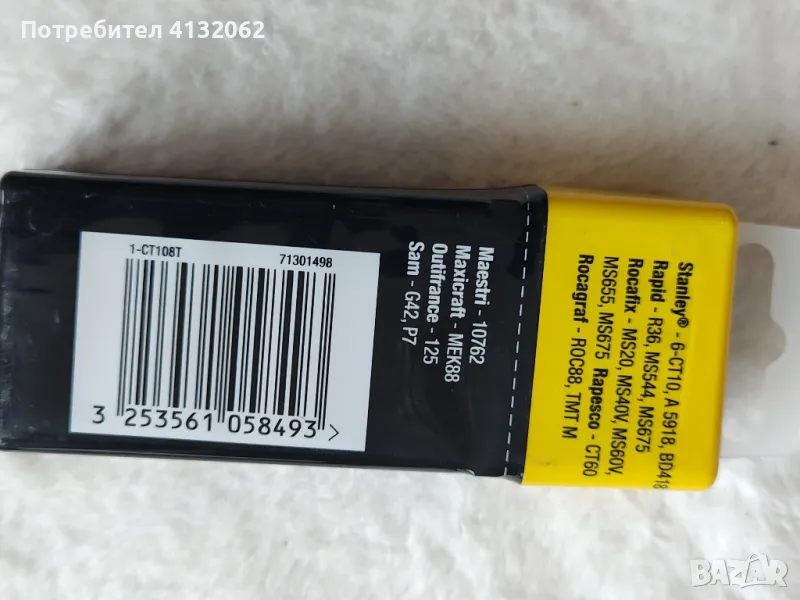 Потребител 4132062
Stanley® - 6-CT10, A 5918, BD418
Rapid - R36, MS544, MS675
Rocafix - MS20, MS40V, MS60V,
MS655, MS675 Rapesco - CT60
Rocagraf - ROC88, TMT M
Maestri - 10762
Maxicraft - MEK88
Outifrance - 125
Sam - G42, P7
1-CT108T 71301498
3 253561 058493 >
BAZAR